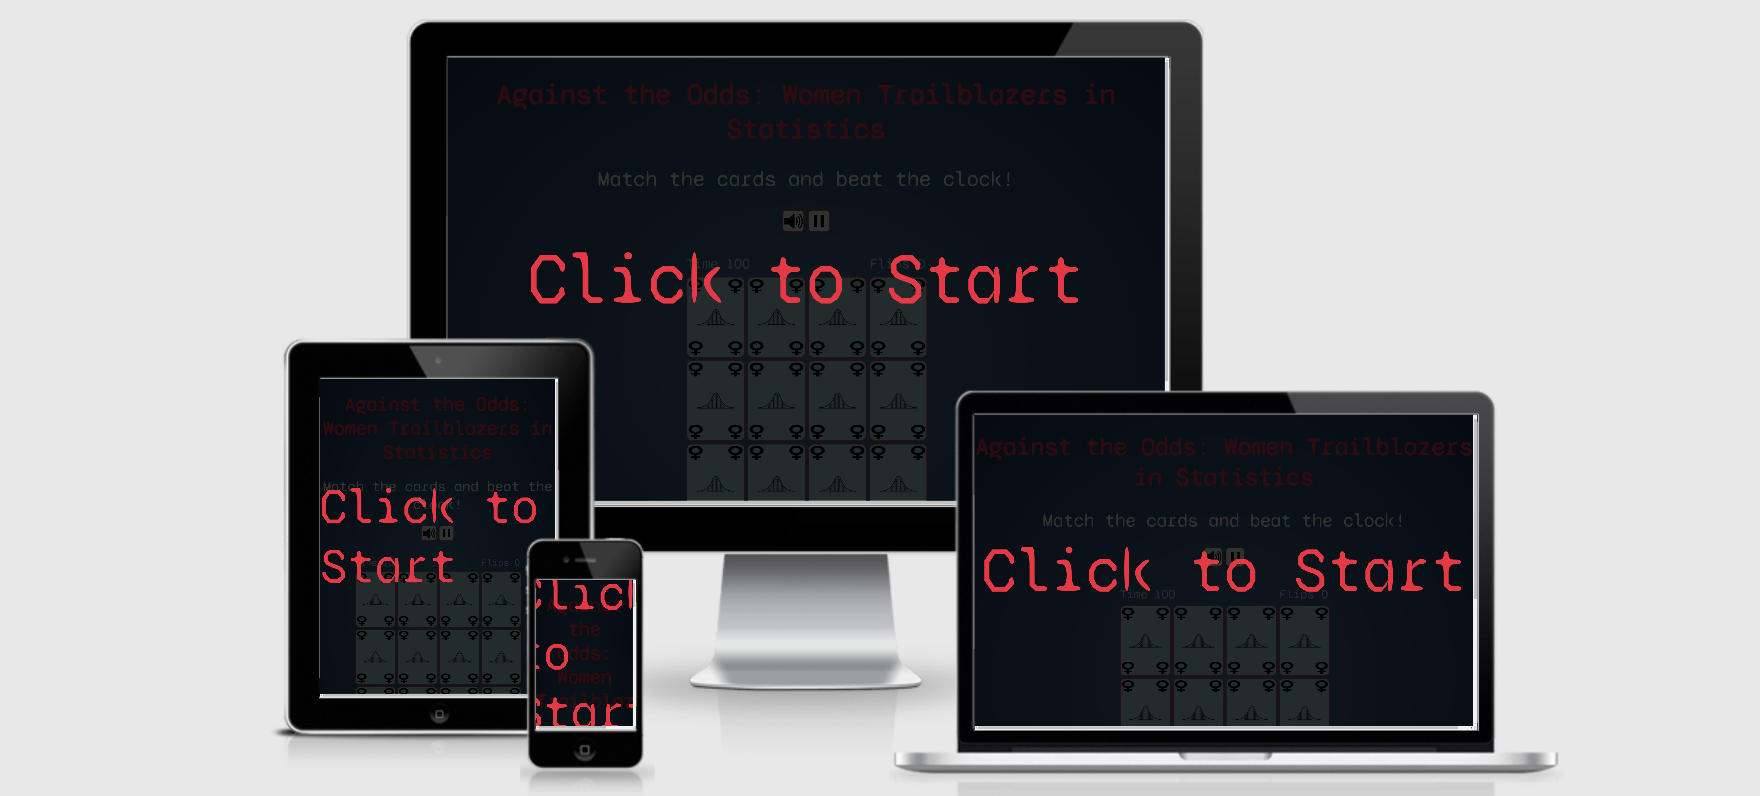 Against the Odds: Women Trailblazers in
Statistics
Match the cards and beat the clock!
Time 100 Flips 0
Click to Start
Against the Odds:
Women Trailblazers in
Statistics
Match the cards and beat the
clock!
Click to
Start
Flips 0
Click
to
Start
the
Odds:
Women
Trailblaz
Against the Odds: Women Trailblazers
in Statistics
Match the cards and beat the clock!
Click to Start
Time 100 Flips 0